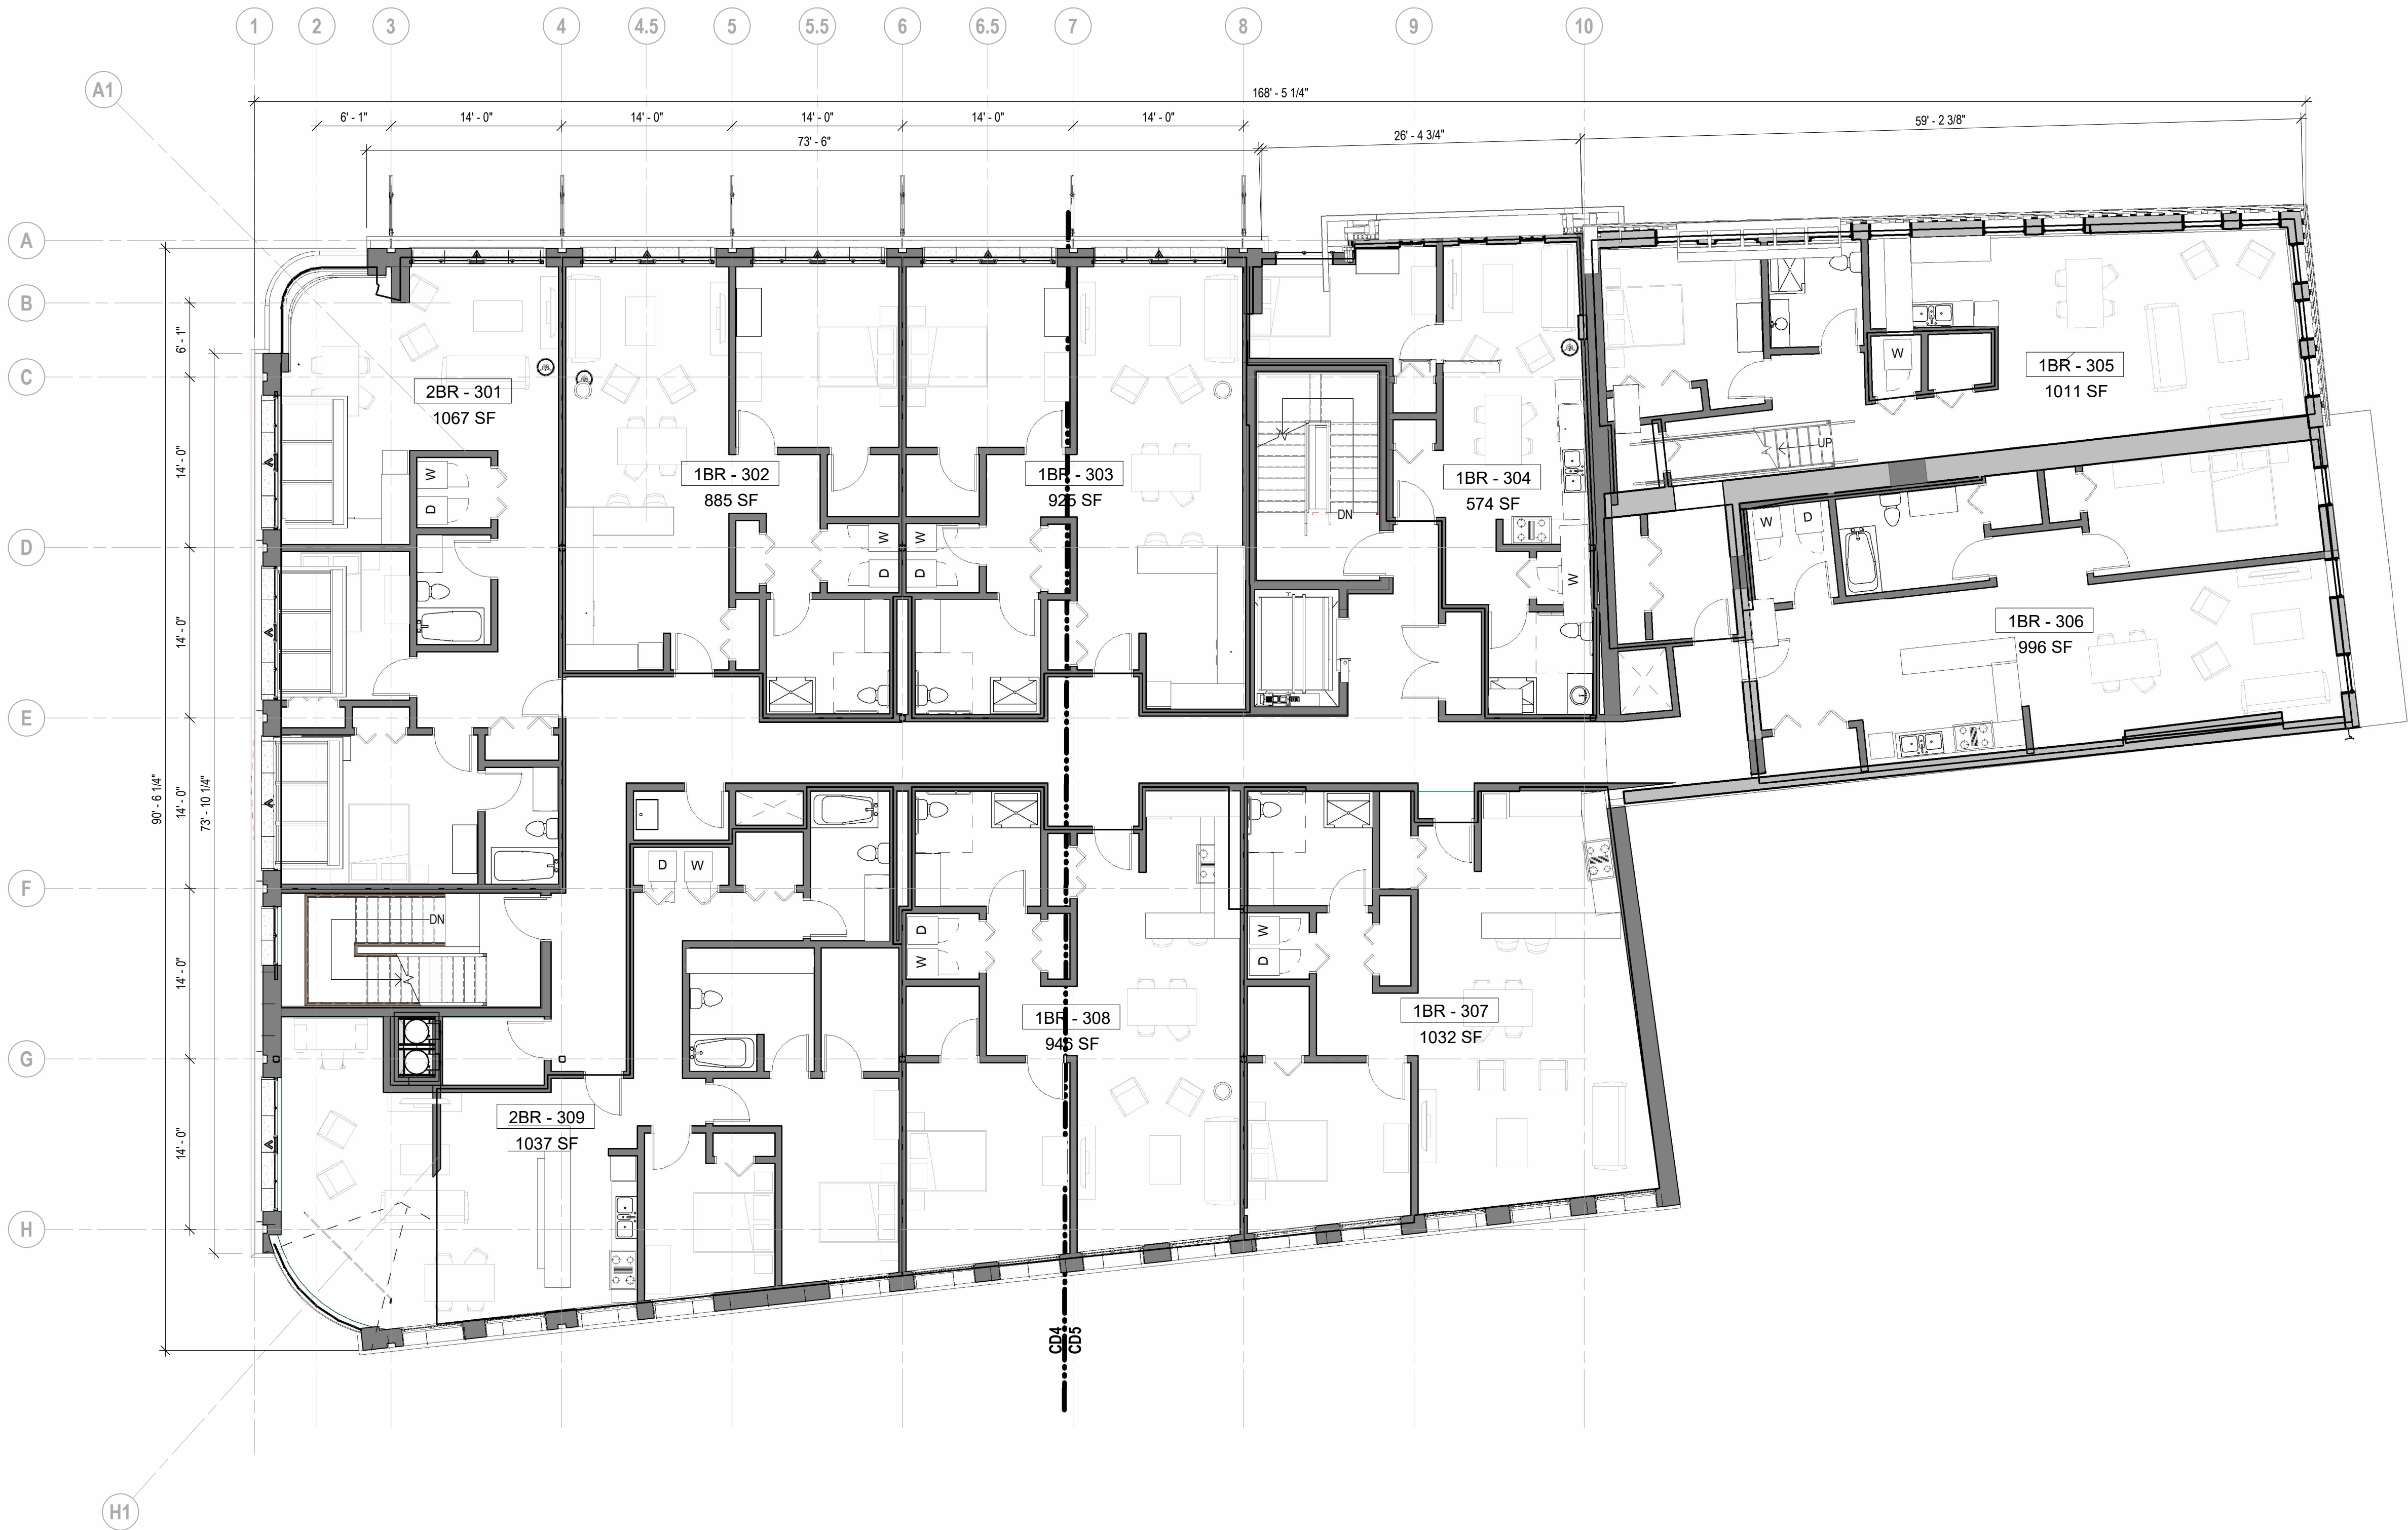 1 2 3 4 4.5 5 5.5 6 6.5 7 8 9 10
A1
168' - 5 1/4"
6' - 1" 14' - 0" 14' - 0" 14' - 0" 14' - 0" 14' - 0"
59' - 2 3/8"
26' - 4 3/4"
73' - 6"
A
B
6' - 1"
C
2BR - 301
1067 SF
W
1BR - 305
1011 SF
UP
14' - 0"
W
D
1BR - 302
885 SF
1BR - 303
925 SF
1BR - 304
574 SF
DN
W
D
D
W
D
W
D
W
14' - 0"
1BR - 306
996 SF
E
90' - 6 1/4"
14' - 0"
73' - 10 1/4"
D
W
F
DN
D
W
W
D
14' - 0"
1BR - 308
946 SF
1BR - 307
1032 SF
G
2BR - 309
1037 SF
14' - 0"
H
CD4
CD5
H1